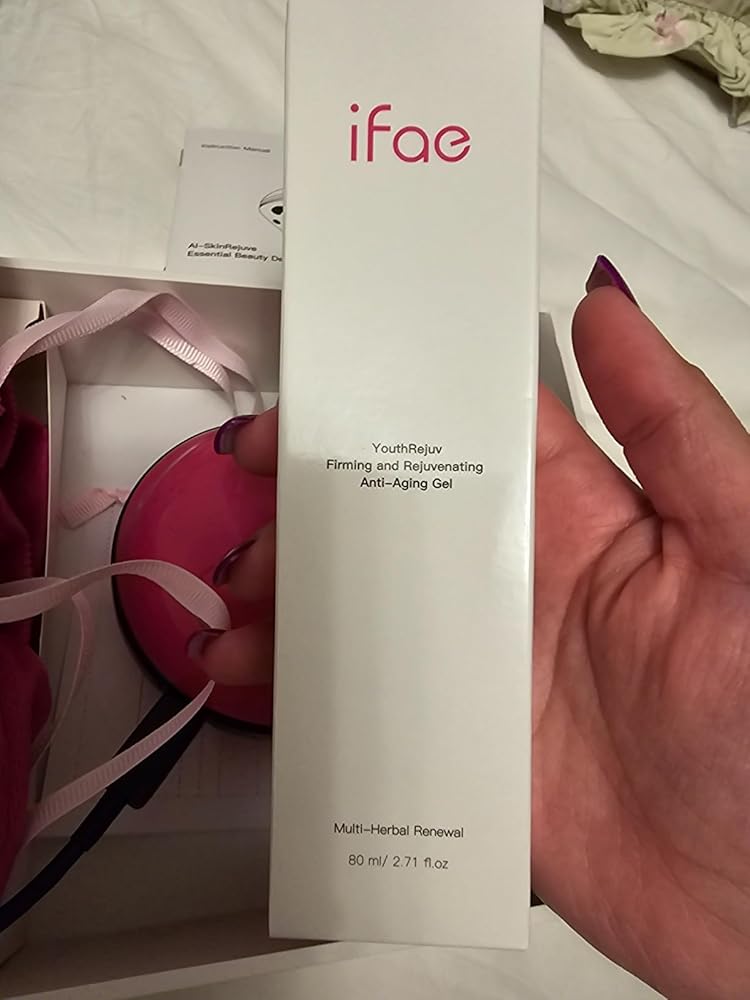 ifae
Instruction Manual
AI-SkinRejuve
Essential Beauty
YouthRejuv
Firming and Rejuvenating
Anti-Aging Gel
Multi-Herbal Renewal
80 ml/ 2.71 fl.oz